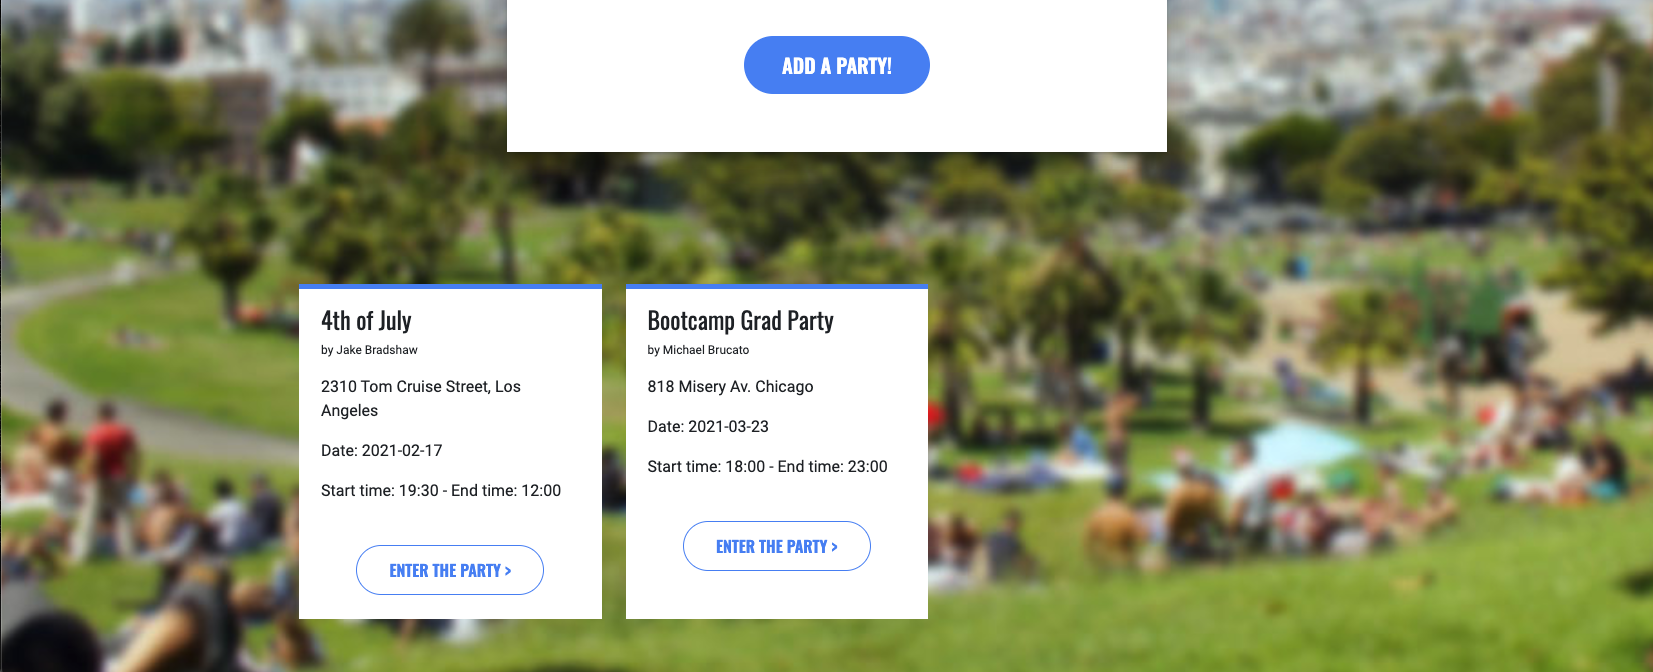 ADD A PARTY!
4th of July
by Jake Bradshaw
2310 Tom Cruise Street, Los
Angeles
Date: 2021-02-17
Start time: 19:30 - End time: 12:00
ENTER THE PARTY >
Bootcamp Grad Party
by Michael Brucato
818 Misery Av. Chicago
Date: 2021-03-23
Start time: 18:00 - End time: 23:00
ENTER THE PARTY >